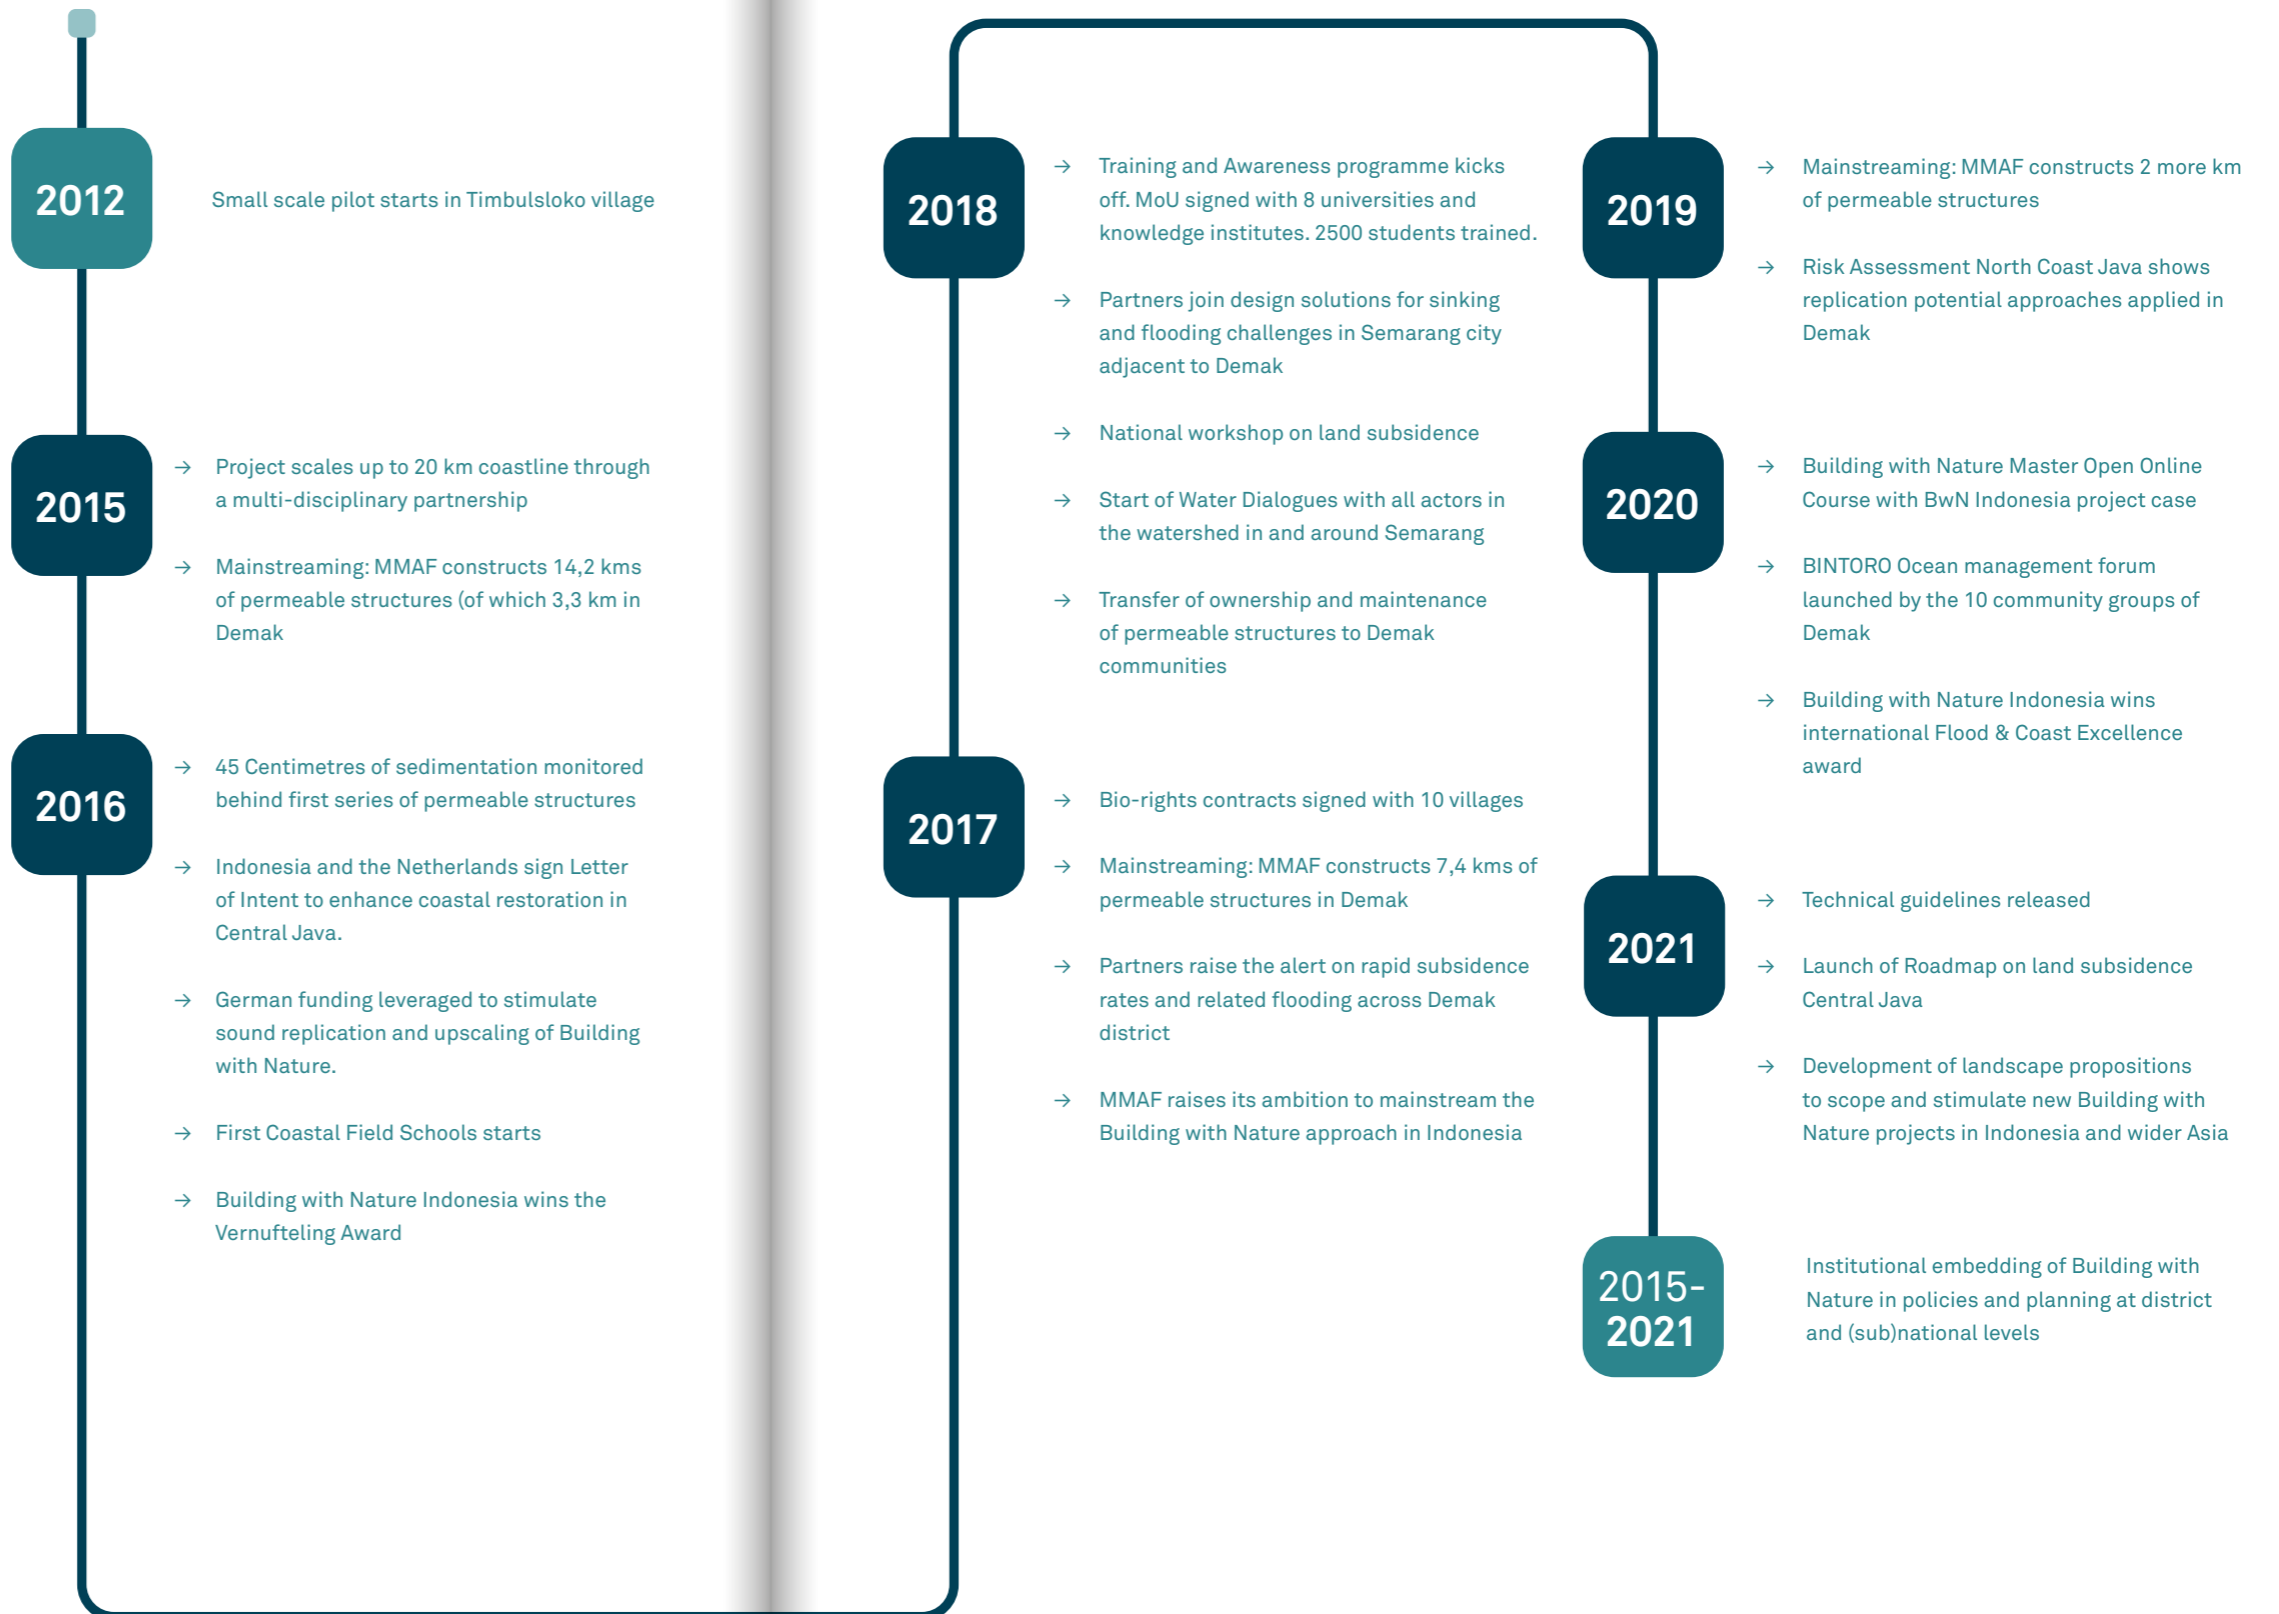 2012
Small scale pilot starts in Timbulsloko village
2015
→ Project scales up to 20 km coastline through
a multi-disciplinary partnership
→ Mainstreaming: MMAF constructs 14,2 kms
of permeable structures (of which 3,3 km in
Demak
2016
→ 45 Centimetres of sedimentation monitored
behind first series of permeable structures
→ Indonesia and the Netherlands sign Letter
of Intent to enhance coastal restoration in
Central Java.
→ German funding leveraged to stimulate
sound replication and upscaling of Building
with Nature.
→ First Coastal Field Schools starts
→ Building with Nature Indonesia wins the
Vernufteling Award
2018
→ Training and Awareness programme kicks
off. MoU signed with 8 universities and
knowledge institutes. 2500 students trained.
→ Partners join design solutions for sinking
and flooding challenges in Semarang city
adjacent to Demak
→ National workshop on land subsidence
→ Start of Water Dialogues with all actors in
the watershed in and around Semarang
→ Transfer of ownership and maintenance
of permeable structures to Demak
communities
2017
→ Bio-rights contracts signed with 10 villages
→ Mainstreaming: MMAF constructs 7,4 kms of
permeable structures in Demak
→ Partners raise the alert on rapid subsidence
rates and related flooding across Demak
district
→ MMAF raises its ambition to mainstream the
Building with Nature approach in Indonesia
2019
→ Mainstreaming: MMAF constructs 2 more km
of permeable structures
→ Risk Assessment North Coast Java shows
replication potential approaches applied in
Demak
2020
→ Building with Nature Master Open Online
Course with BwN Indonesia project case
→ BINTORO Ocean management forum
launched by the 10 community groups of
Demak
→ Building with Nature Indonesia wins
international Flood & Coast Excellence
award
2021
→ Technical guidelines released
→ Launch of Roadmap on land subsidence
Central Java
→ Development of landscape propositions
to scope and stimulate new Building with
Nature projects in Indonesia and wider Asia
2015-
2021
Institutional embedding of Building with
Nature in policies and planning at district
and (sub)national levels